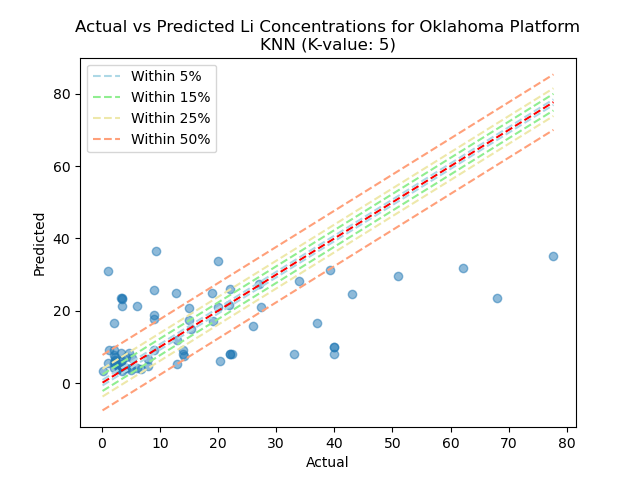 Actual vs Predicted Li Concentrations for Oklahoma Platform
KNN (K-value: 5)
Within 5%
Within 15%
Within 25%
Within 50%
80
60
40
20
0
Predicted
0 10 20 30 40 50 60 70 80
Actual